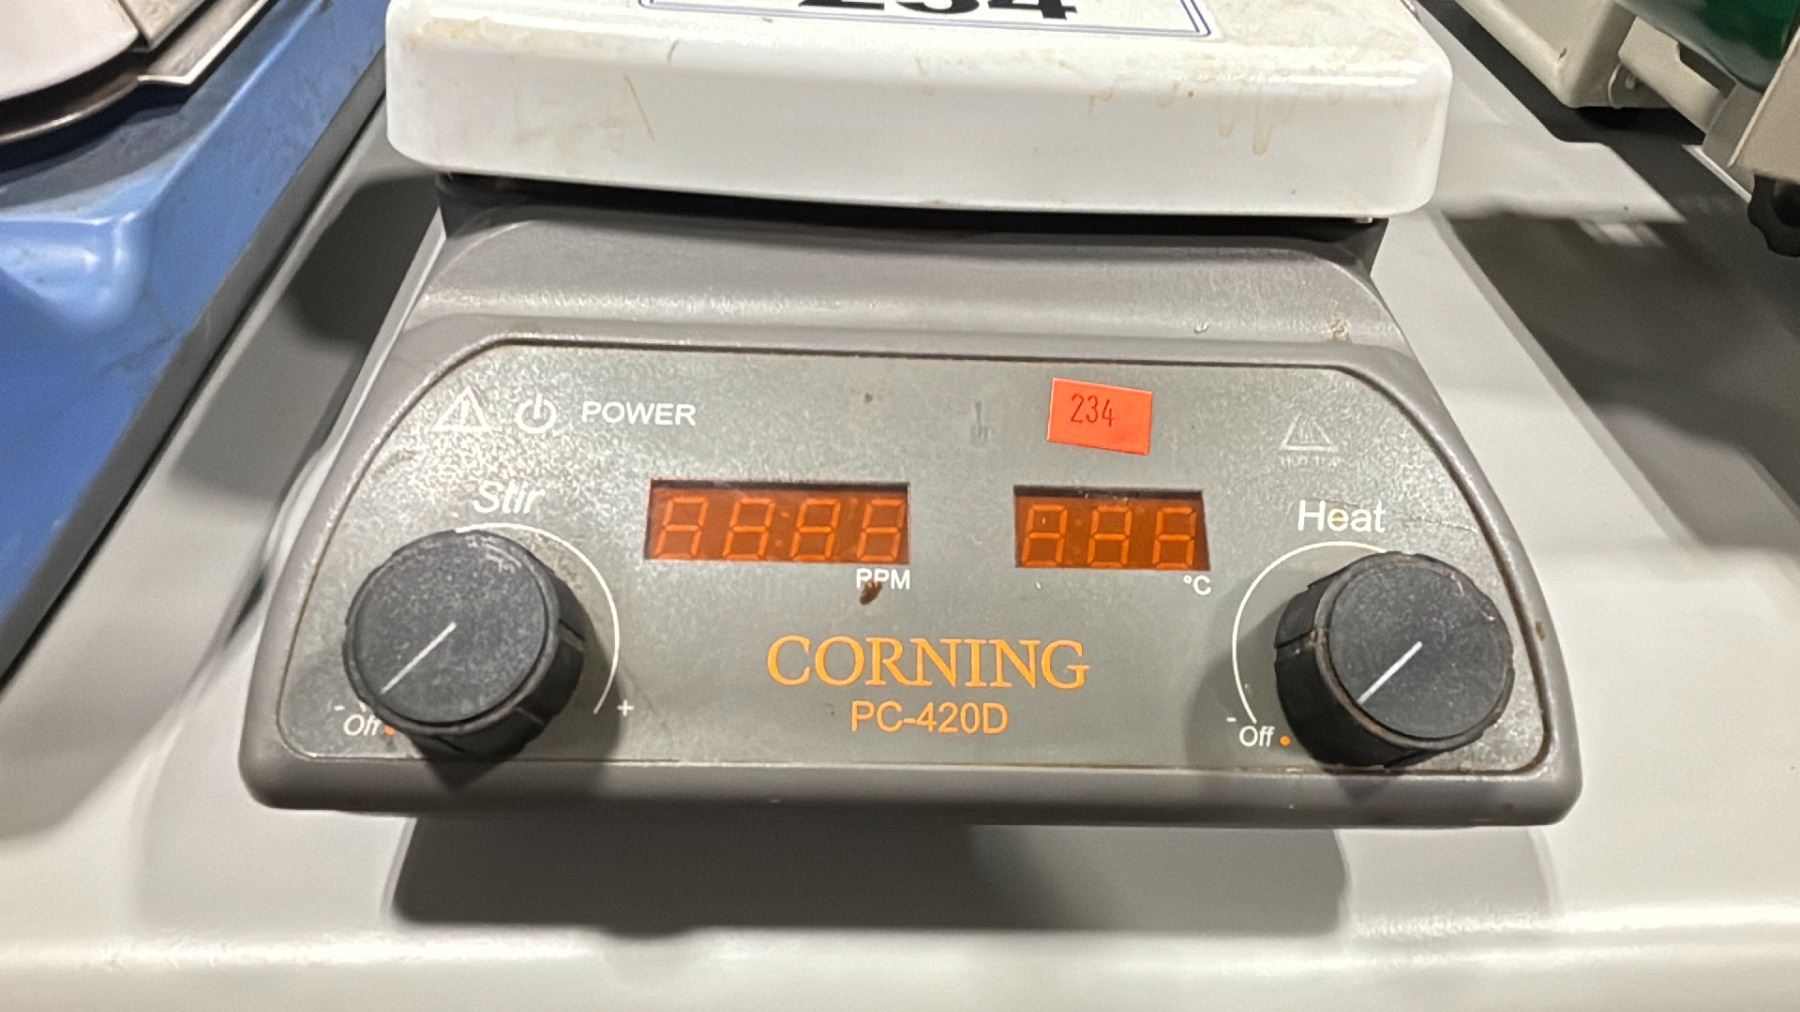 234
POWER
234
Stir
Heat
RPM
°C
CORNING
PC-420D
- Off
+
- Off